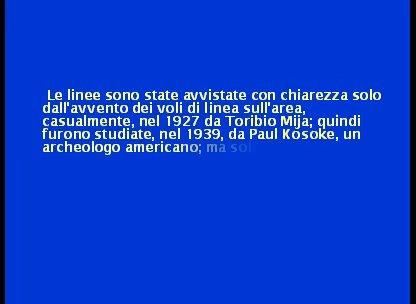 Le linee sono state avvistate con chiarezza solo
dall'avvento dei voli di linea sull'area,
casualmente, nel 1927 da Toribio Mija; quindi
furono studiate, nel 1939, da Paul Kosoke, un
archeologo americano; ma sol